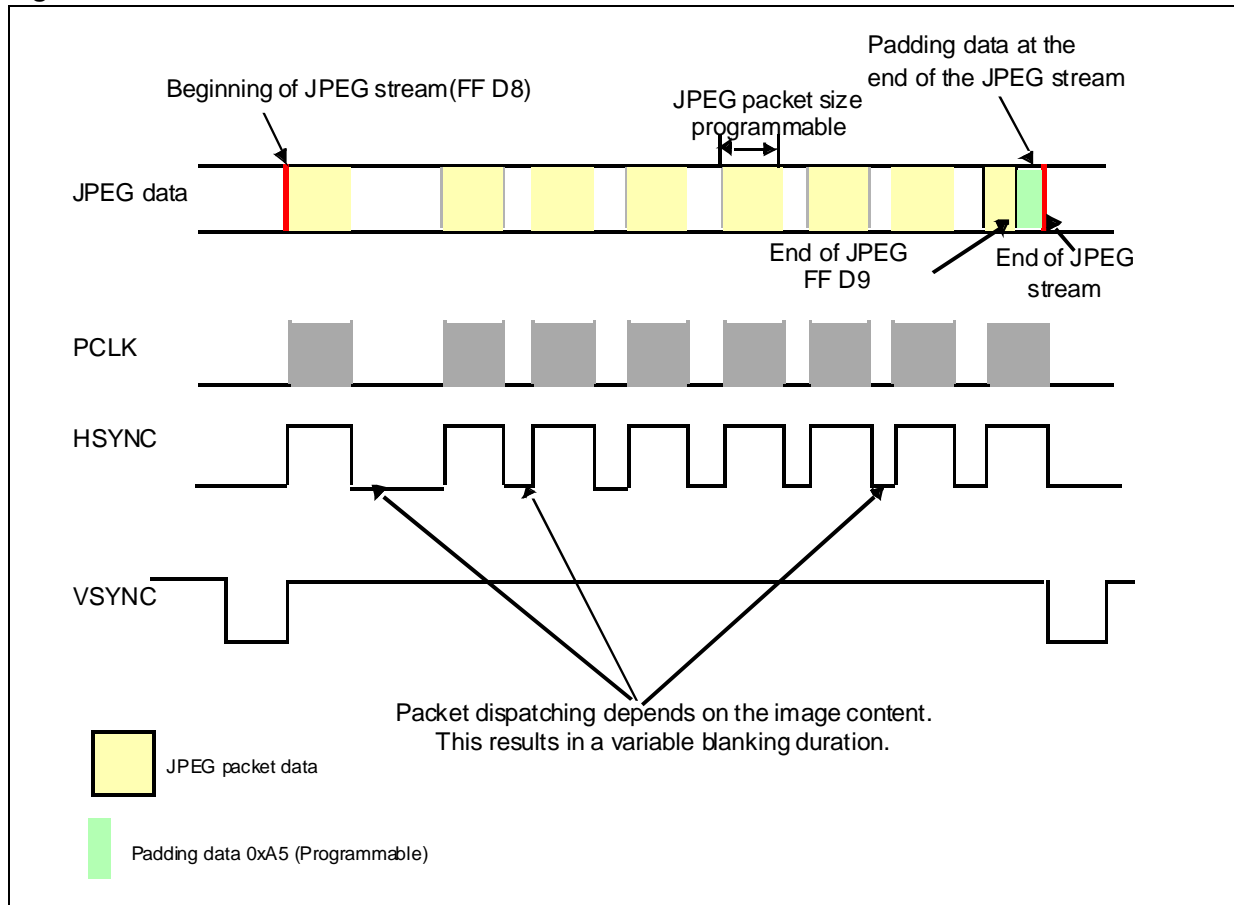 Padding data at the
end of the JPEG stream
Beginning of JPEG stream(FF D8)
JPEG packet size
programmable
JPEG data
End of JPEG
FF D9
End of JPEG
stream
PCLK
HSYNC
VSYNC
Packet dispatching depends on the image content.
This results in a variable blanking duration.
JPEG packet data
Padding data 0xA5 (Programmable)